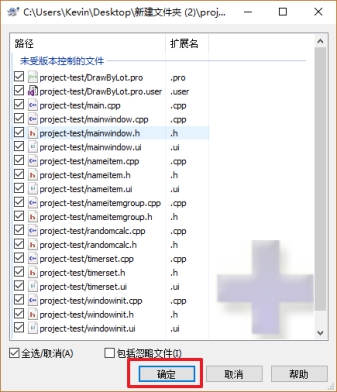 C:\Users\Kevin\Desktop\新建文件夹 (2)\proj...
路径 扩展名
未受版本控制的文件
project-test/DrawByLot.pro .pro
project-test/DrawByLot.pro.user .user
project-test/main.cpp .cpp
project-test/mainwindow.cpp .cpp
project-test/mainwindow.h .h
project-test/mainwindow.ui .ui
project-test/nameitem.cpp .cpp
project-test/nameitem.h .h
project-test/nameitem.ui .ui
project-test/nameitemgroup.cpp .cpp
project-test/nameitemgroup.h .h
project-test/randomcalc.cpp .cpp
project-test/randomcalc.h .h
project-test/timerset.cpp .cpp
project-test/timerset.h .h
project-test/timerset.ui .ui
project-test/windowinit.cpp .cpp
project-test/windowinit.h .h
project-test/windowinit.ui .ui
全选/取消(A) 包括忽略文件(I)
确定 取消 帮助